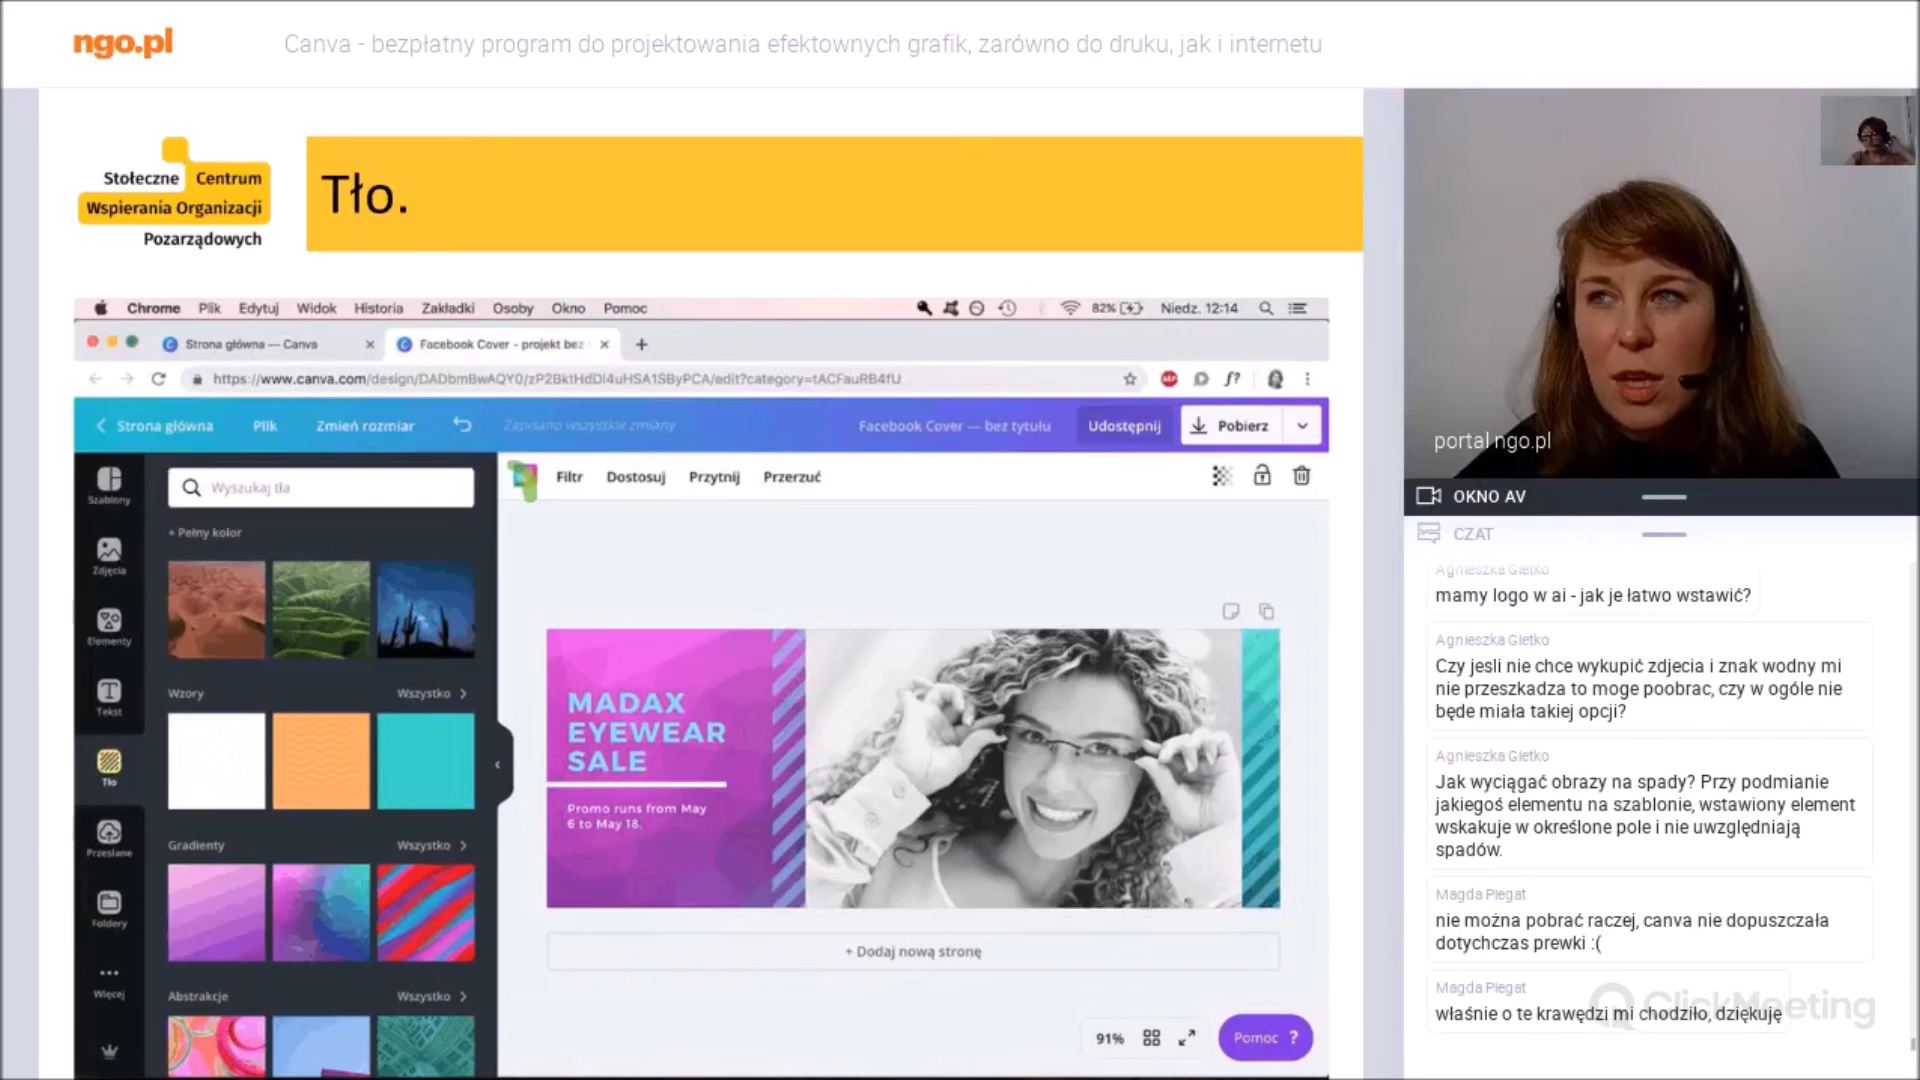 ngo.pl
Canva - bezpłatny program do projektowania efektownych grafik, zarówno do druku, jak i internetu
Stołeczne Centrum
Wspierania Organizacji
Pozarządowych
Tło.
Chrome Plik Edytuj Widok Historia Zakładki Osoby Okno Pomoc
82% Niedz. 12:14
Strona główna — Canva
Facebook Cover - projekt bez
https://www.canva.com/design/DADbmBwAQY0/zP2BktHdDl4uHSA1SByPCA/edit?category=tACFauRB4fU
Strona główna Plik Zmień rozmiar Zapisano wszystkie zmiany Facebook Cover — bez tytułu Udostępnij Pobierz
Szablony
Zdjęcia
Elementy
Tekst
Tło
Przesłane
Foldery
Więcej
Wyszukaj tła
+ Pełny kolor
Wzory Wszystko
Gradienty Wszystko
Abstrakcje Wszystko
Filtr Dostosuj Przytnij Przerzuć
MADAX
EYEWEAR
SALE
Promo runs from May
6 to May 18.
+ Dodaj nową stronę
91%
Pomoc ?
portal ngo.pl
OKNO AV
CZAT
Agnieszka Gietko
mamy logo w ai - jak je łatwo wstawić?
Agnieszka Gietko
Czy jesli nie chce wykupić zdjecia i znak wodny mi
nie przeszkadza to moge poobrac, czy w ogóle nie
będe miała takiej opcji?
Agnieszka Gietko
Jak wyciągać obrazy na spady? Przy podmianie
jakiegoś elementu na szablonie, wstawiony element
wskakuje w określone pole i nie uwzględniają
spadów.
Magda Piegat
nie można pobrać raczej, canva nie dopuszczała
dotychczas prewki :(
Magda Piegat
właśnie o te krawędzi mi chodziło, dziękuję
ClickMeeting